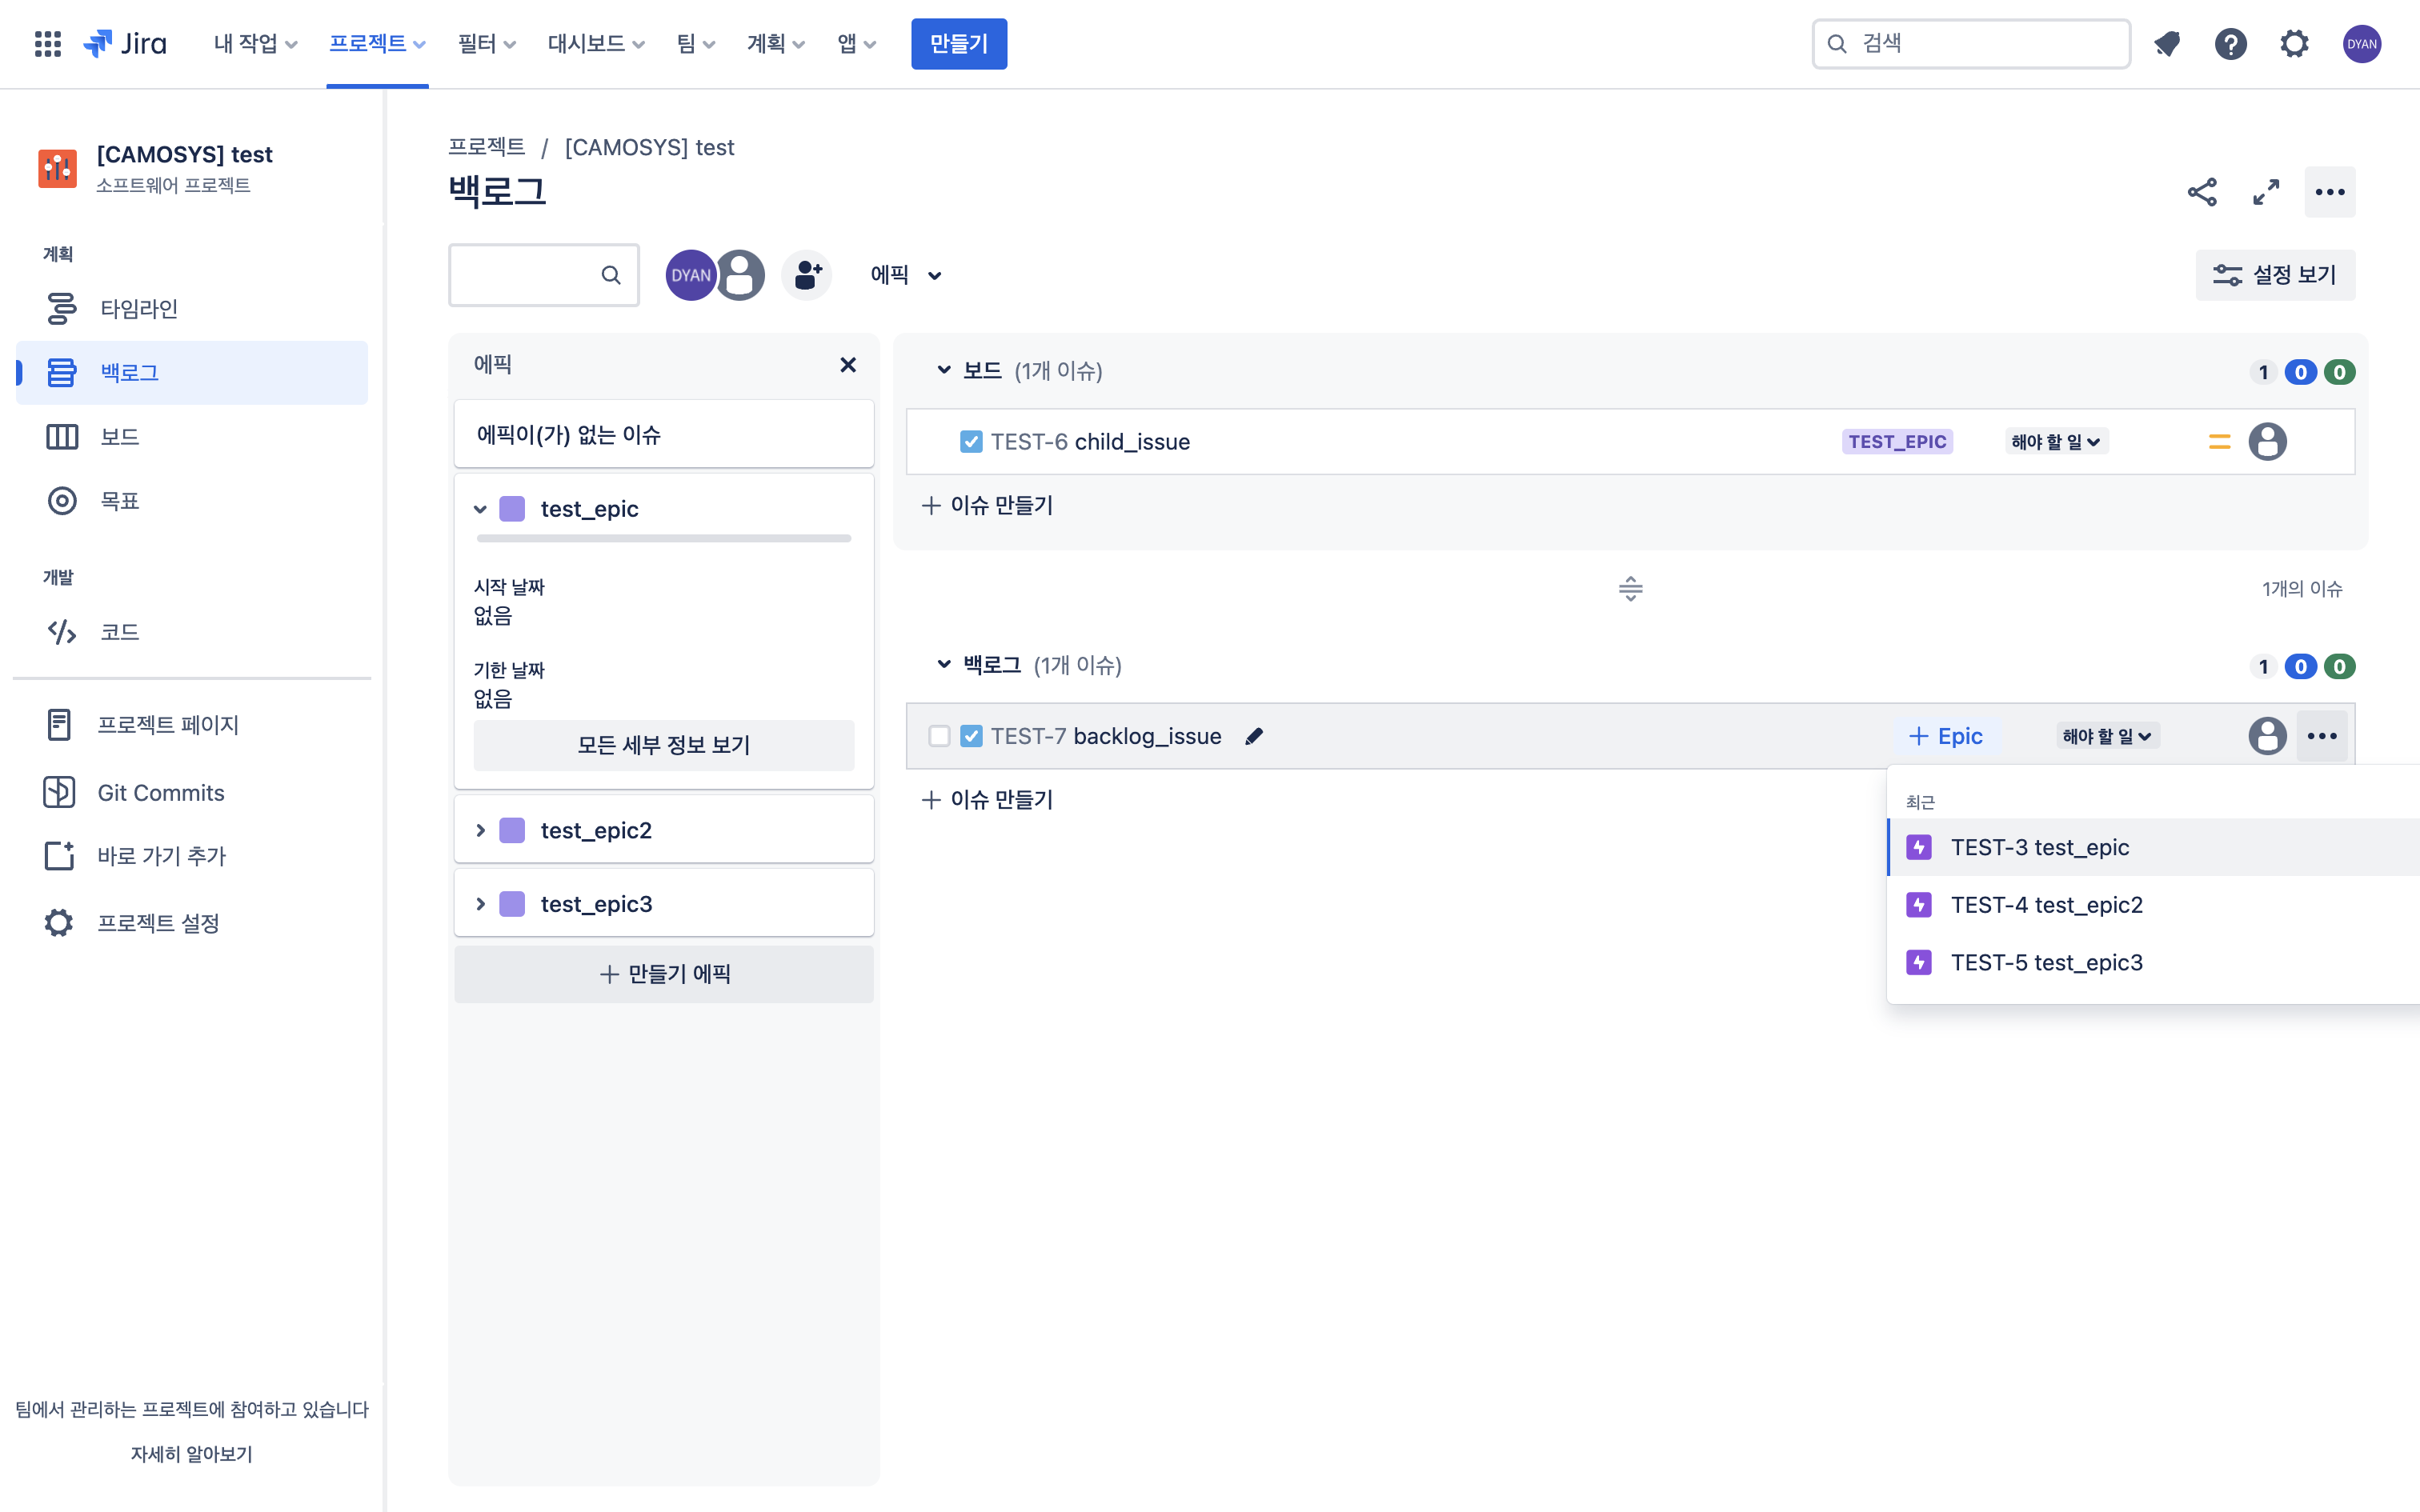 Jira 내 작업 프로젝트 필터 대시보드 팀 계획 앱 만들기 검색 DYAN
[CAMOSYS] test
소프트웨어 프로젝트
계획
타임라인
백로그
보드
목표
개발
코드
프로젝트 페이지
Git Commits
바로 가기 추가
프로젝트 설정
팀에서 관리하는 프로젝트에 참여하고 있습니다
자세히 알아보기
프로젝트 / [CAMOSYS] test
백로그
DYAN 에픽 설정 보기
에픽
에픽이(가) 없는 이슈
test_epic
시작 날짜
없음
기한 날짜
없음
모든 세부 정보 보기
test_epic2
test_epic3
만들기 에픽
보드 (1개 이슈) 1 0 0
TEST-6 child_issue TEST_EPIC 해야 할 일
이슈 만들기
1개의 이슈
백로그 (1개 이슈) 1 0 0
TEST-7 backlog_issue Epic 해야 할 일
이슈 만들기
최근
TEST-3 test_epic
TEST-4 test_epic2
TEST-5 test_epic3